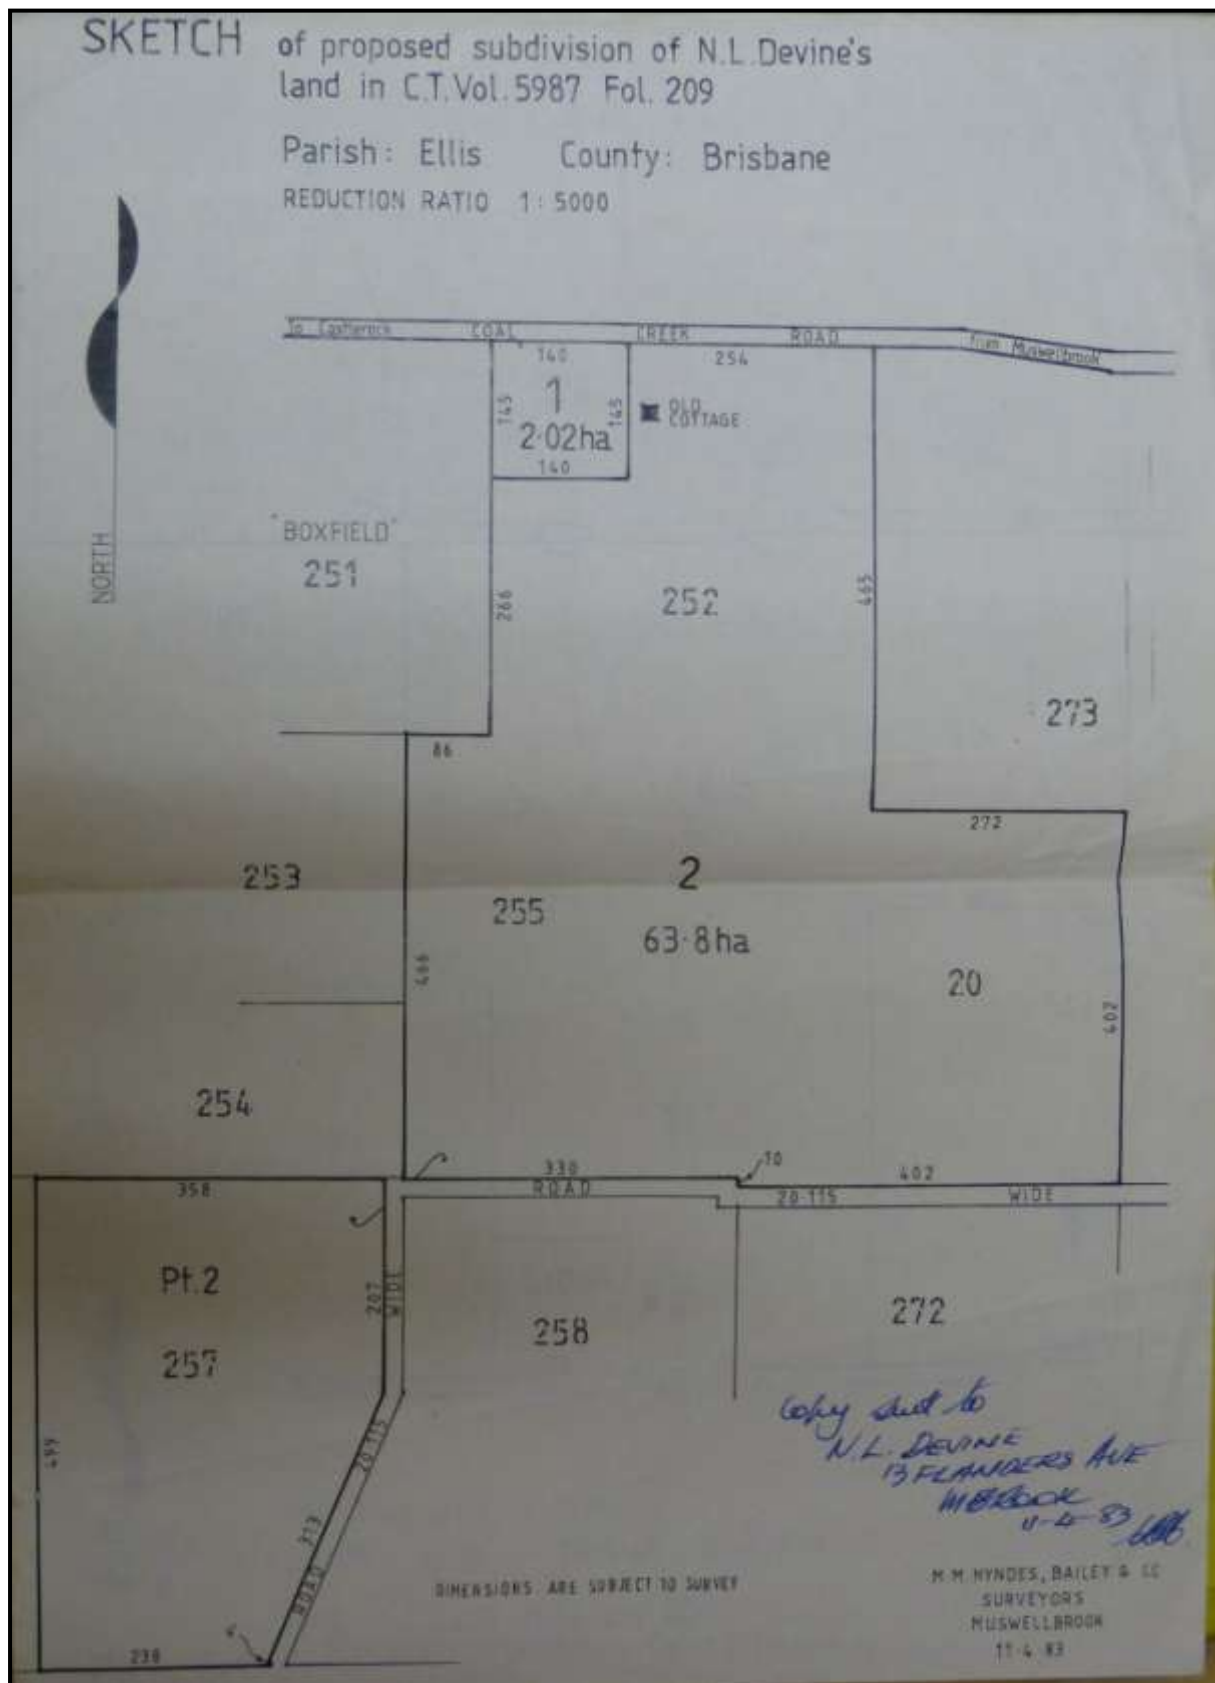 SKETCH of proposed subdivision of N.L.Devine's
land in C.T.Vol.5987 Fol. 209
Parish: Ellis County: Brisbane
REDUCTION RATIO 1:5000
To Castlerock COAL CREEK ROAD from Muswellbrook
140 254
1
145 145
OLD
COTTAGE
2·02ha
140
"BOXFIELD"
251
NORTH
266
252
465
273
86
272
253
2
255
63·8ha
466
20
402
254
330 10 402
358
ROAD 20·115 WIDE
Pt.2
207
WIDE
258
272
257
499
20·115
273
ROAD
238
Copy sent to
N.L. DEVINE
13 FLANDERS AVE
M'BROOK
11-4-83
DIMENSIONS ARE SUBJECT TO SURVEY
M M HYNDES, BAILEY & CO
SURVEYORS
MUSWELLBROOK
11·4·83